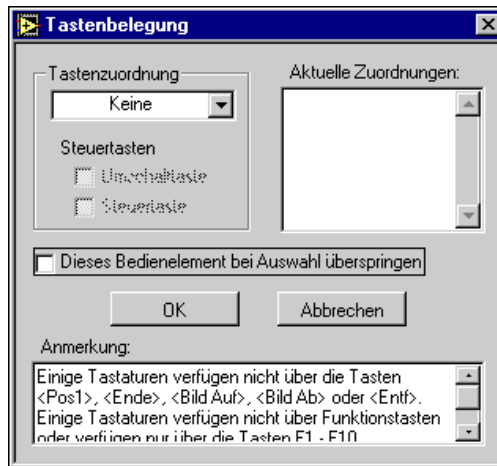 Tastenbelegung
Tastenzuordnung
Keine
Steuertasten
Umschalttaste
Steuertaste
Aktuelle Zuordnungen:
Dieses Bedienelement bei Auswahl überspringen
OK
Abbrechen
Anmerkung:
Einige Tastaturen verfügen nicht über die Tasten
<Pos1>, <Ende>, <Bild Auf>, <Bild Ab> oder <Entf>.
Einige Tastaturen verfügen nicht über Funktionstasten
oder verfügen nur über die Tasten F1 - F10